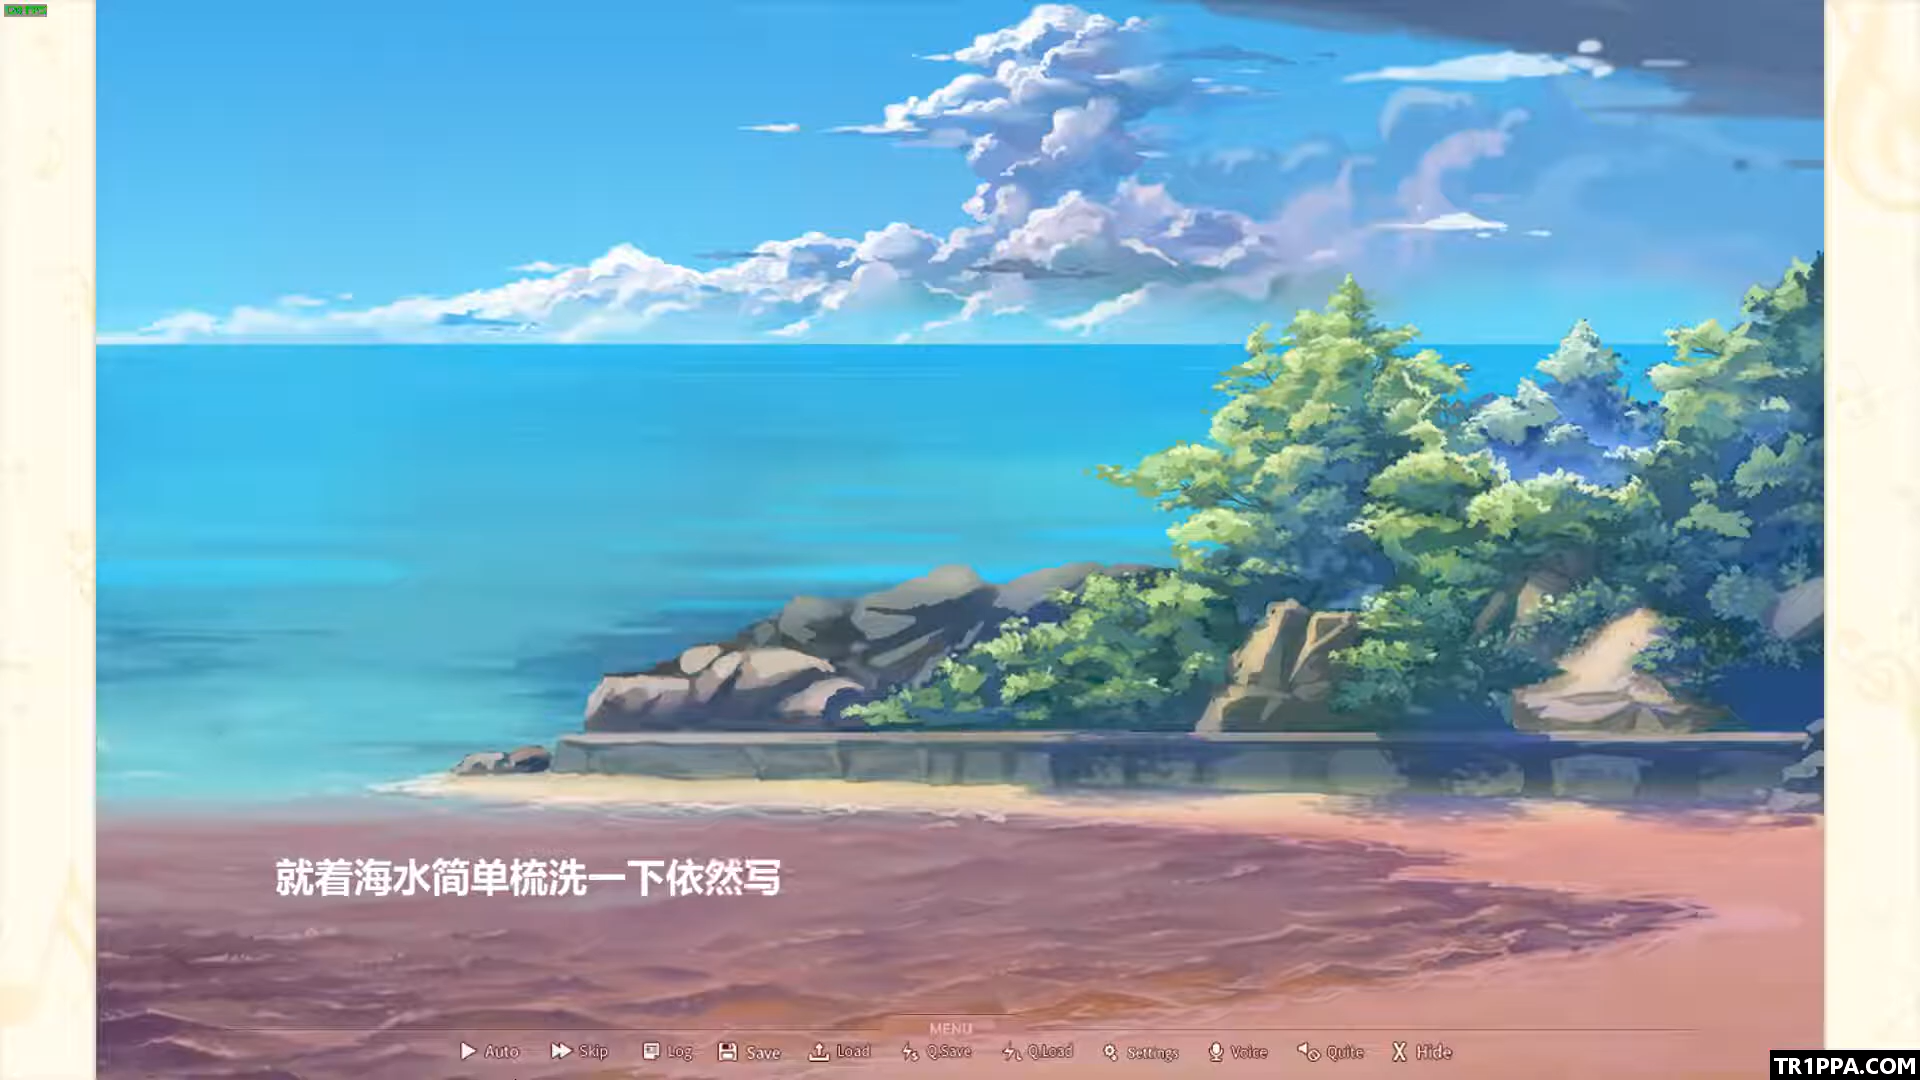 就着海水简单梳洗一下依然写
MENU
Auto Skip Log Save Load Q.Save Q.Load Settings Voice Quite Hide
TR1PPA.COM